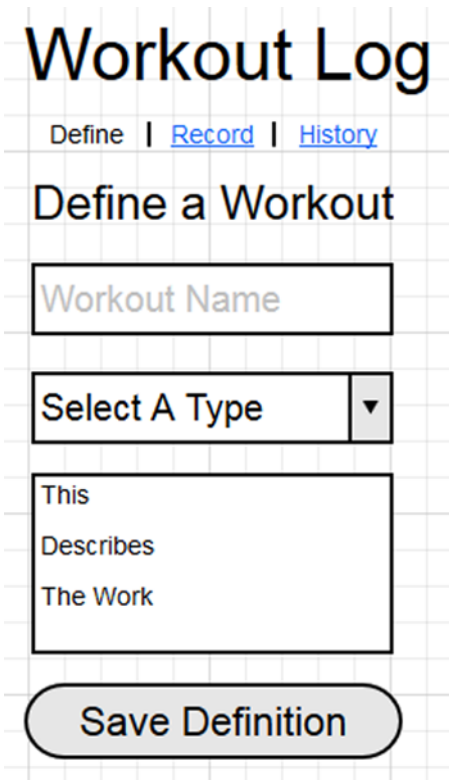 Workout Log
Define | Record | History
Define a Workout
Workout Name
Select A Type
This
Describes
The Work
Save Definition